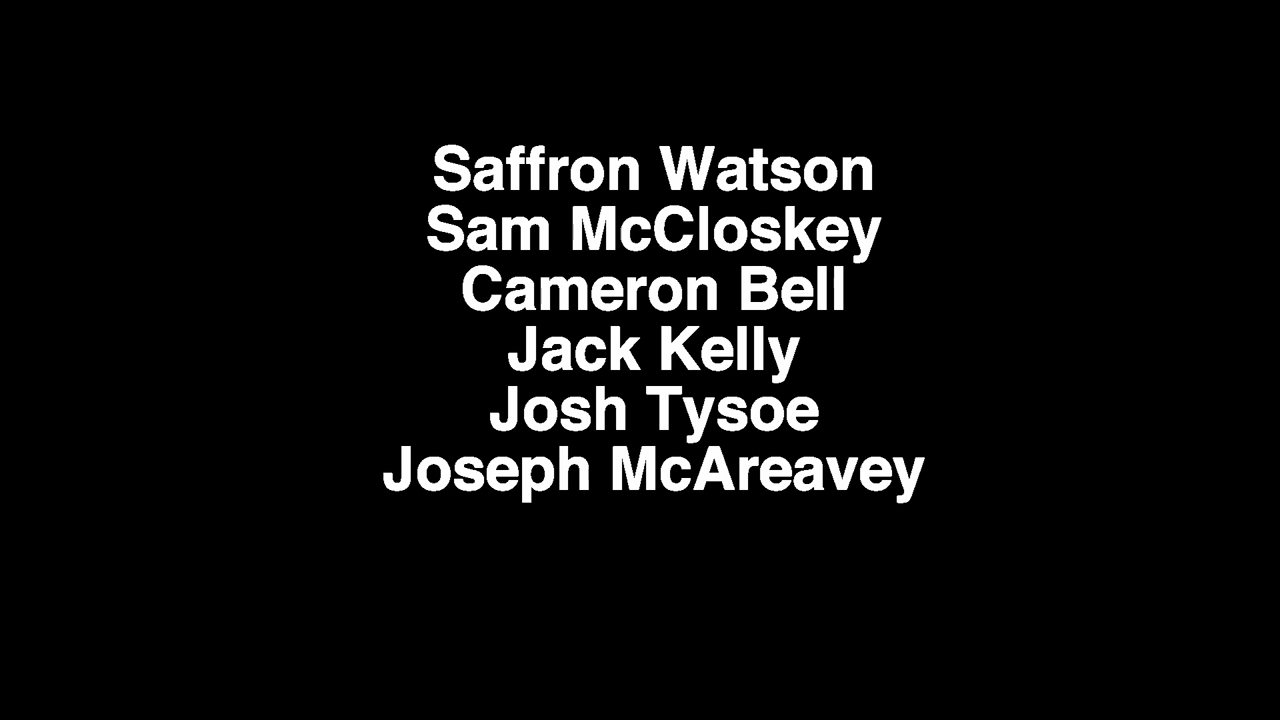 Saffron Watson
Sam McCloskey
Cameron Bell
Jack Kelly
Josh Tysoe
Joseph McAreavey